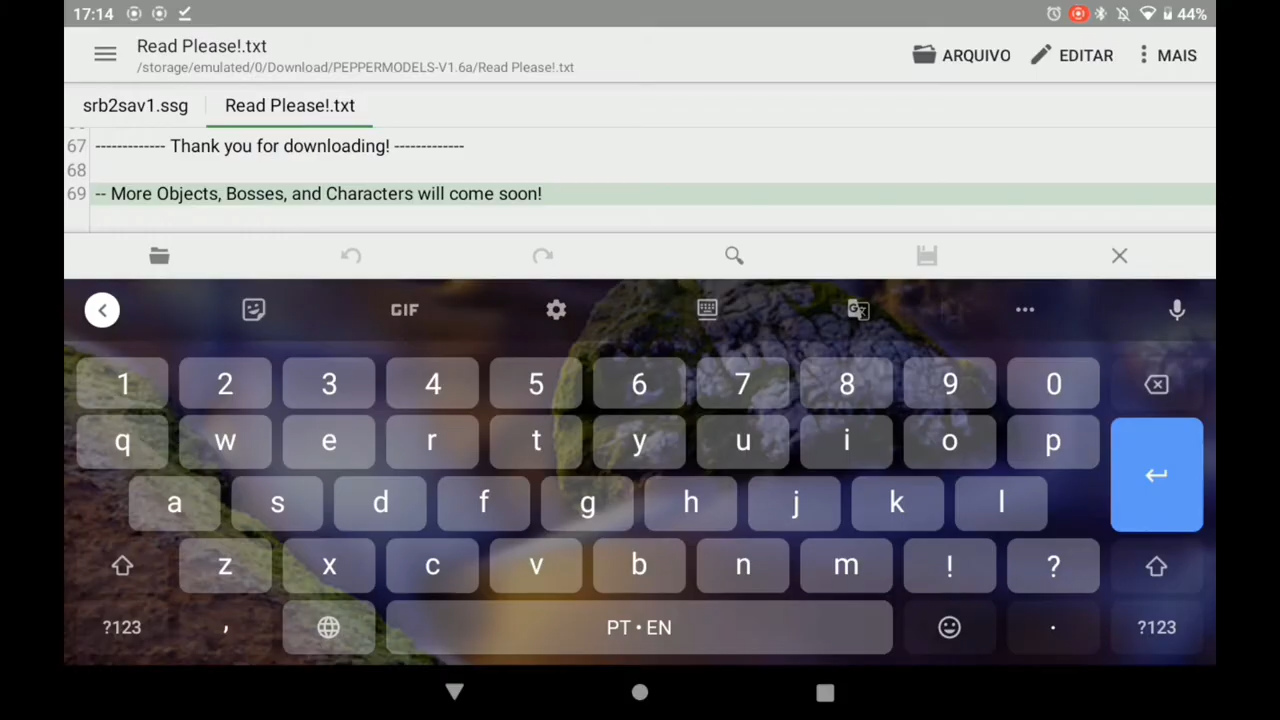 17:14
44%
Read Please!.txt
/storage/emulated/0/Download/PEPPERMODELS-V1.6a/Read Please!.txt
ARQUIVO
EDITAR
MAIS
srb2sav1.ssg
Read Please!.txt
67 ------------- Thank you for downloading! -------------
68
69 -- More Objects, Bosses, and Characters will come soon!
GIF
1 2 3 4 5 6 7 8 9 0
q w e r t y u i o p
a s d f g h j k l
z x c v b n m ! ?
?123 , PT • EN . ?123